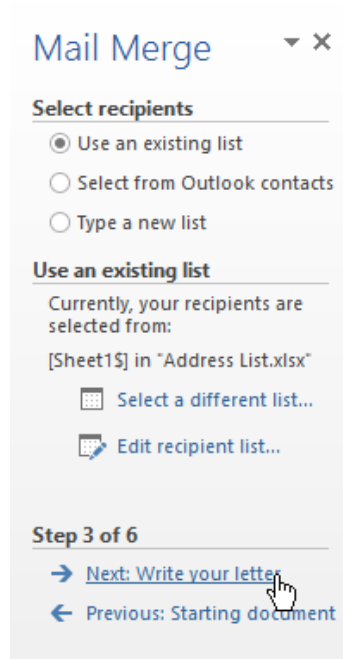 Mail Merge
Select recipients
Use an existing list
Select from Outlook contacts
Type a new list
Use an existing list
Currently, your recipients are
selected from:
[Sheet1$] in "Address List.xlsx"
Select a different list...
Edit recipient list...
Step 3 of 6
Next: Write your letter
Previous: Starting document